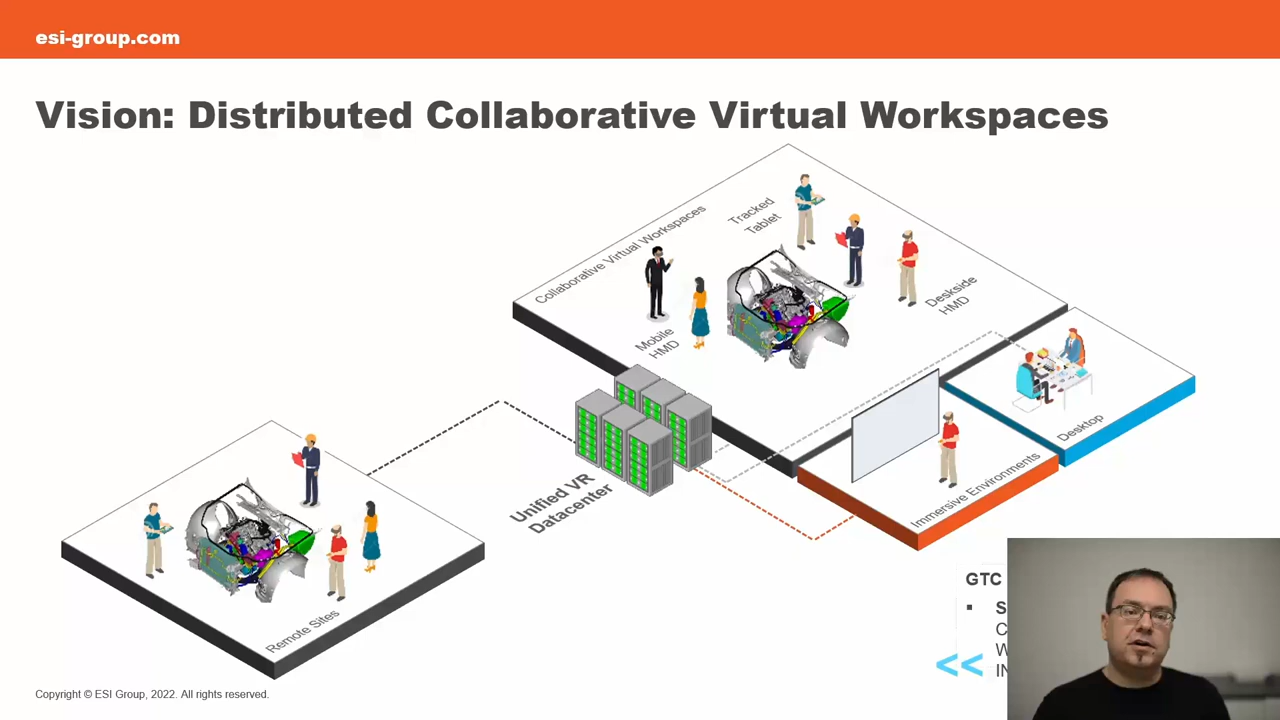 esi-group.com
Vision: Distributed Collaborative Virtual Workspaces
Collaborative Virtual Workspaces
Tracked
Tablet
Mobile
HMD
Deskside
HMD
Desktop
Immersive Environments
Unified VR
Datacenter
Remote Sites
GTC
▪ S
C
W
<< IN
Copyright © ESI Group, 2022. All rights reserved.